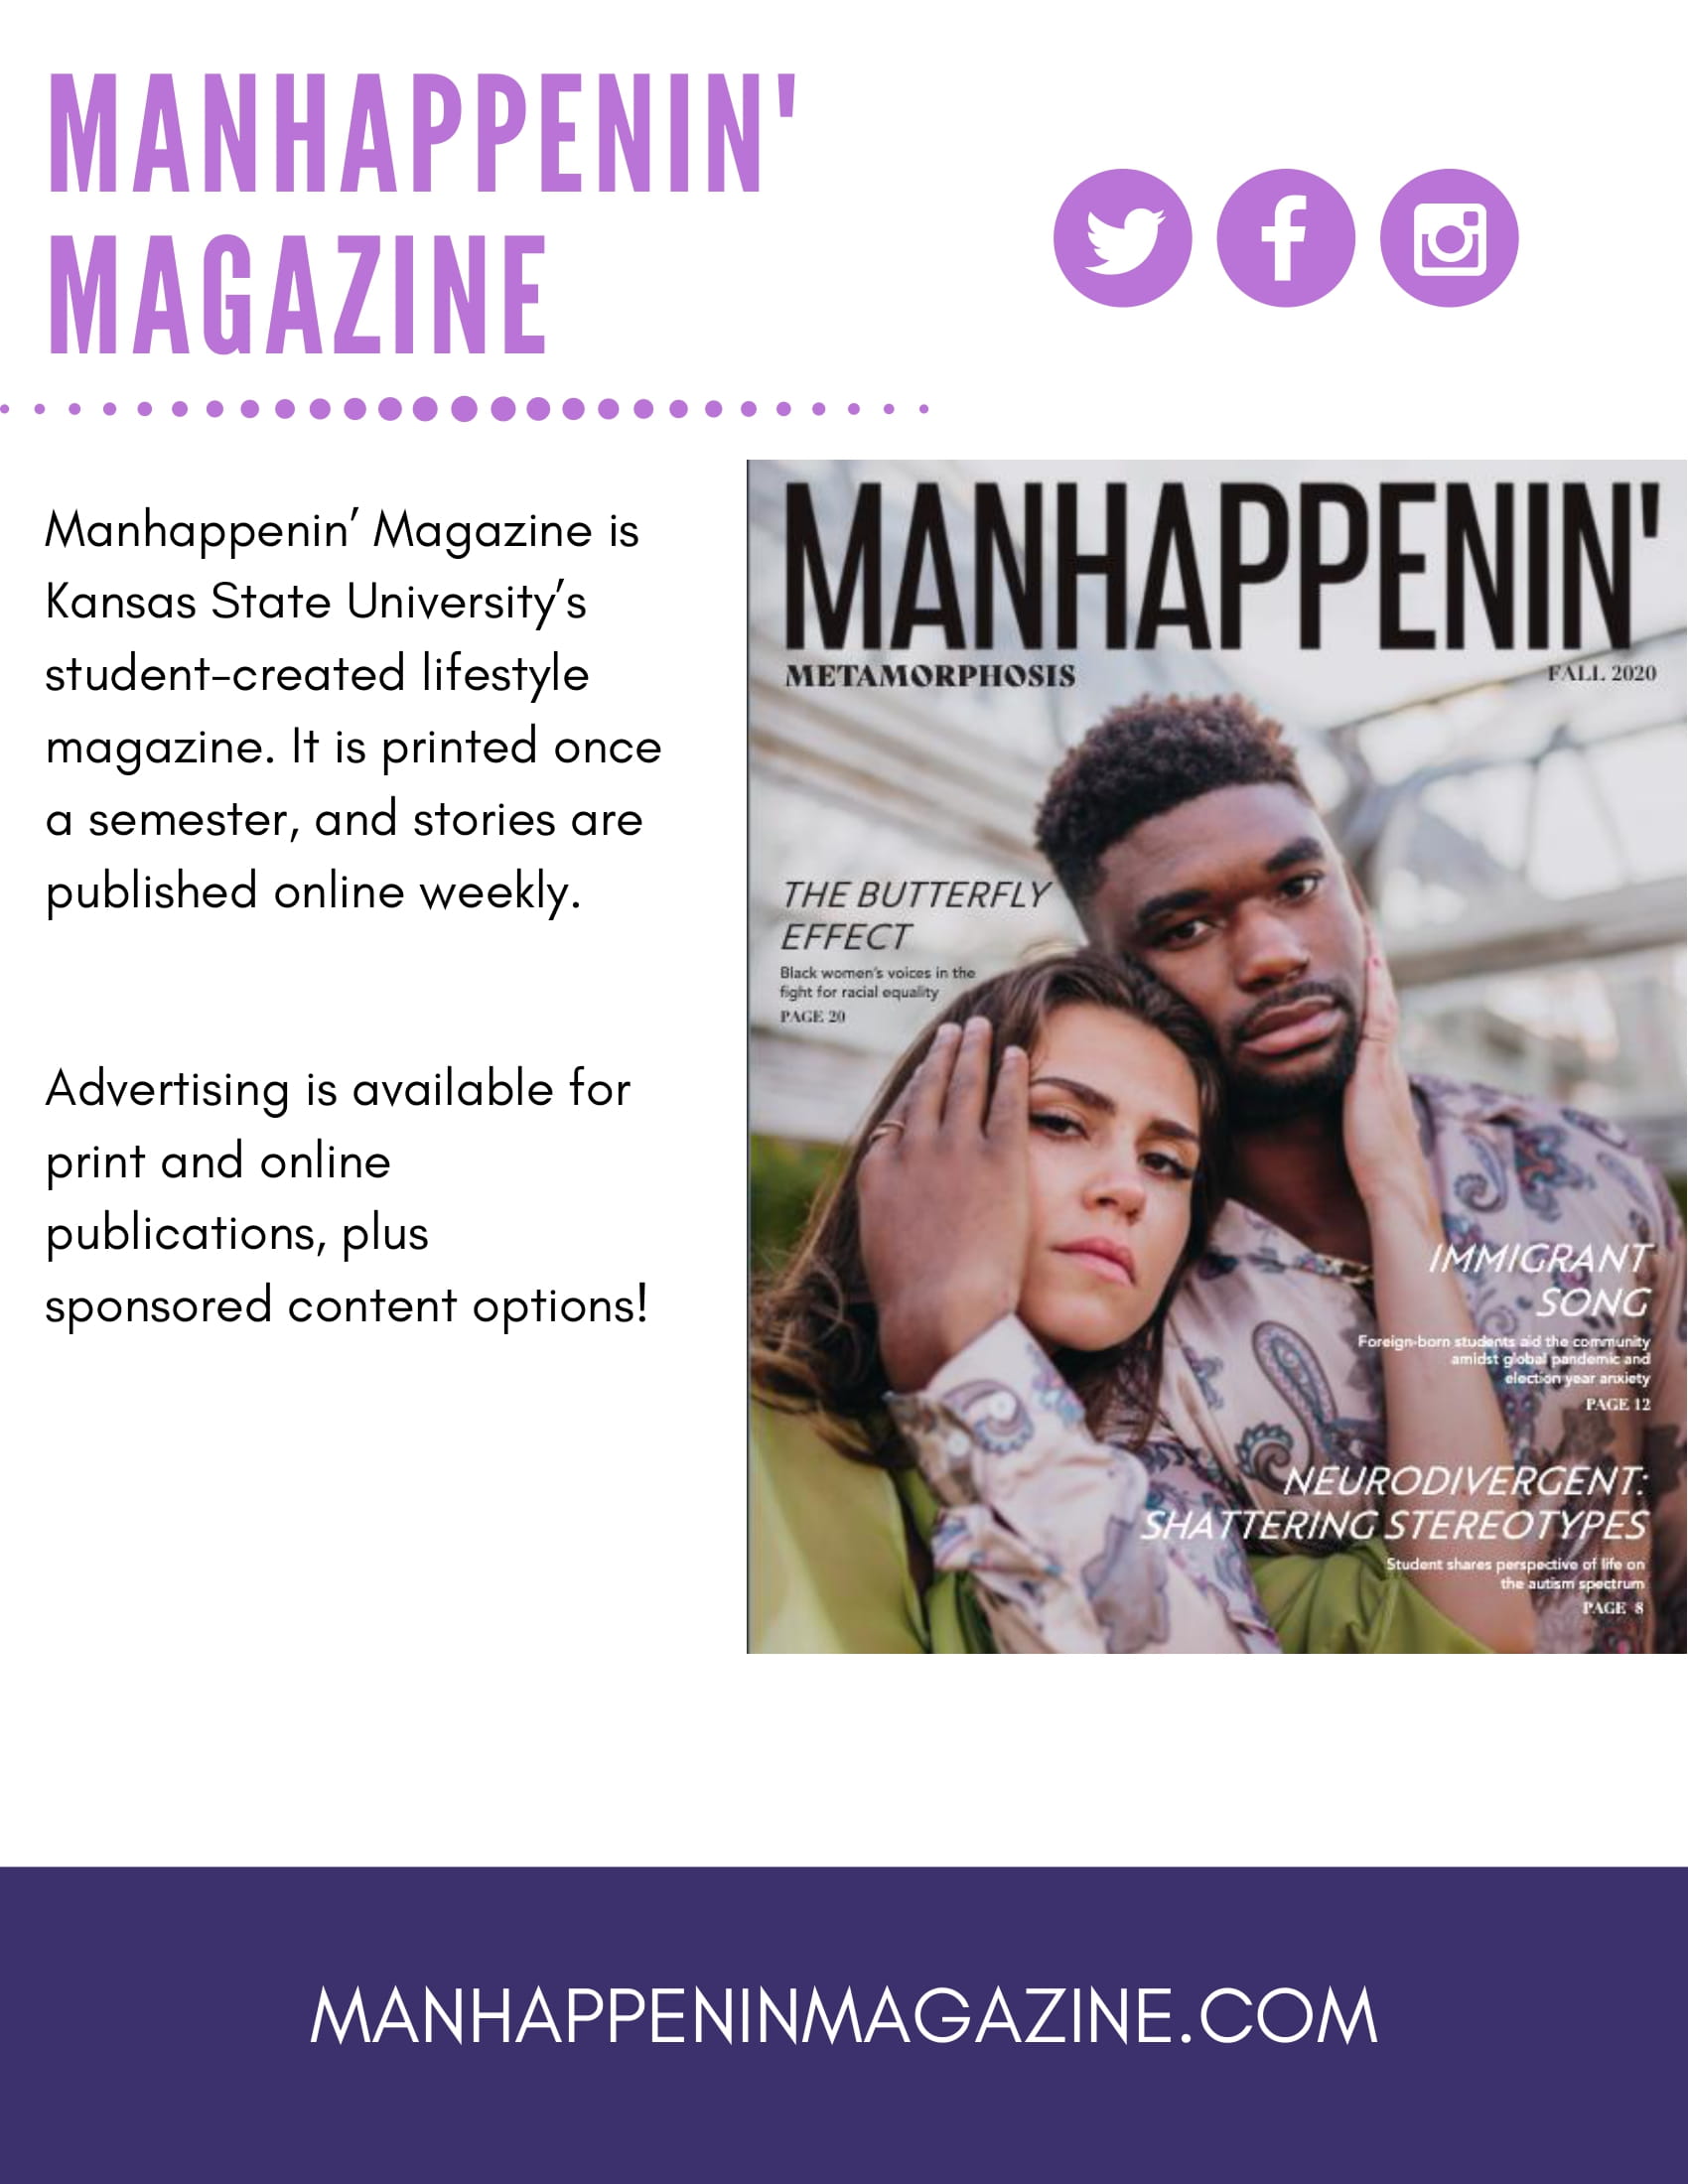 MANHAPPENIN'
MAGAZINE
Manhappenin’ Magazine is
Kansas State University’s
student-created lifestyle
magazine. It is printed once
a semester, and stories are
published online weekly.
Advertising is available for
print and online
publications, plus
sponsored content options!
MANHAPPENIN'
METAMORPHOSIS
FALL 2020
THE BUTTERFLY
EFFECT
Black women's voices in the
fight for racial equality
PAGE 20
IMMIGRANT
SONG
Foreign-born students aid the community
amidst global pandemic and
election year anxiety
PAGE 12
NEURODIVERGENT:
SHATTERING STEREOTYPES
Student shares perspective of life on
the autism spectrum
PAGE 8
MANHAPPENINMAGAZINE.COM